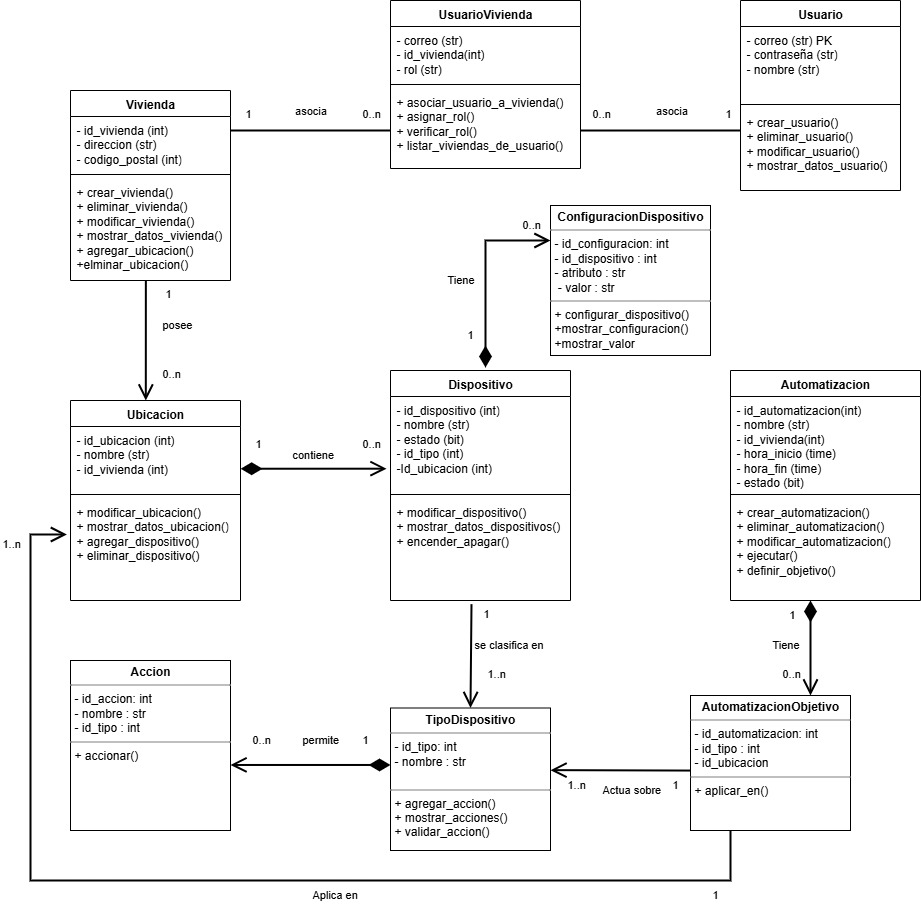 UsuarioVivienda
- correo (str)
- id_vivienda(int)
- rol (str)
+ asociar_usuario_a_vivienda()
+ asignar_rol()
+ verificar_rol()
+ listar_viviendas_de_usuario()
Usuario
- correo (str) PK
- contraseña (str)
- nombre (str)
+ crear_usuario()
+ eliminar_usuario()
+ modificar_usuario()
+ mostrar_datos_usuario()
Vivienda
- id_vivienda (int)
- direccion (str)
- codigo_postal (int)
+ crear_vivienda()
+ eliminar_vivienda()
+ modificar_vivienda()
+ mostrar_datos_vivienda()
+ agregar_ubicacion()
+elminar_ubicacion()
1
asocia
0..n
0..n
asocia
1
ConfiguracionDispositivo
- id_configuracion: int
- id_dispositivo : int
- atributo : str
- valor : str
+ configurar_dispositivo()
+mostrar_configuracion()
+mostrar_valor
0..n
Tiene
1
1
posee
0..n
Ubicacion
- id_ubicacion (int)
- nombre (str)
- id_vivienda (int)
+ modificar_ubicacion()
+ mostrar_datos_ubicacion()
+ agregar_dispositivo()
+ eliminar_dispositivo()
1
contiene
0..n
Dispositivo
- id_dispositivo (int)
- nombre (str)
- estado (bit)
- id_tipo (int)
-Id_ubicacion (int)
+ modificar_dispositivo()
+ mostrar_datos_dispositivos()
+ encender_apagar()
Automatizacion
- id_automatizacion(int)
- nombre (str)
- id_vivienda(int)
- hora_inicio (time)
- hora_fin (time)
- estado (bit)
+ crear_automatizacion()
+ eliminar_automatizacion()
+ modificar_automatizacion()
+ ejecutar()
+ definir_objetivo()
1..n
1
se clasifica en
1..n
1
Tiene
0..n
Accion
- id_accion: int
- nombre : str
- id_tipo : int
+ accionar()
0..n
permite
1
TipoDispositivo
- id_tipo: int
- nombre : str
+ agregar_accion()
+ mostrar_acciones()
+ validar_accion()
1..n
Actua sobre
1
AutomatizacionObjetivo
- id_automatizacion: int
- id_tipo : int
- id_ubicacion
+ aplicar_en()
Aplica en
1